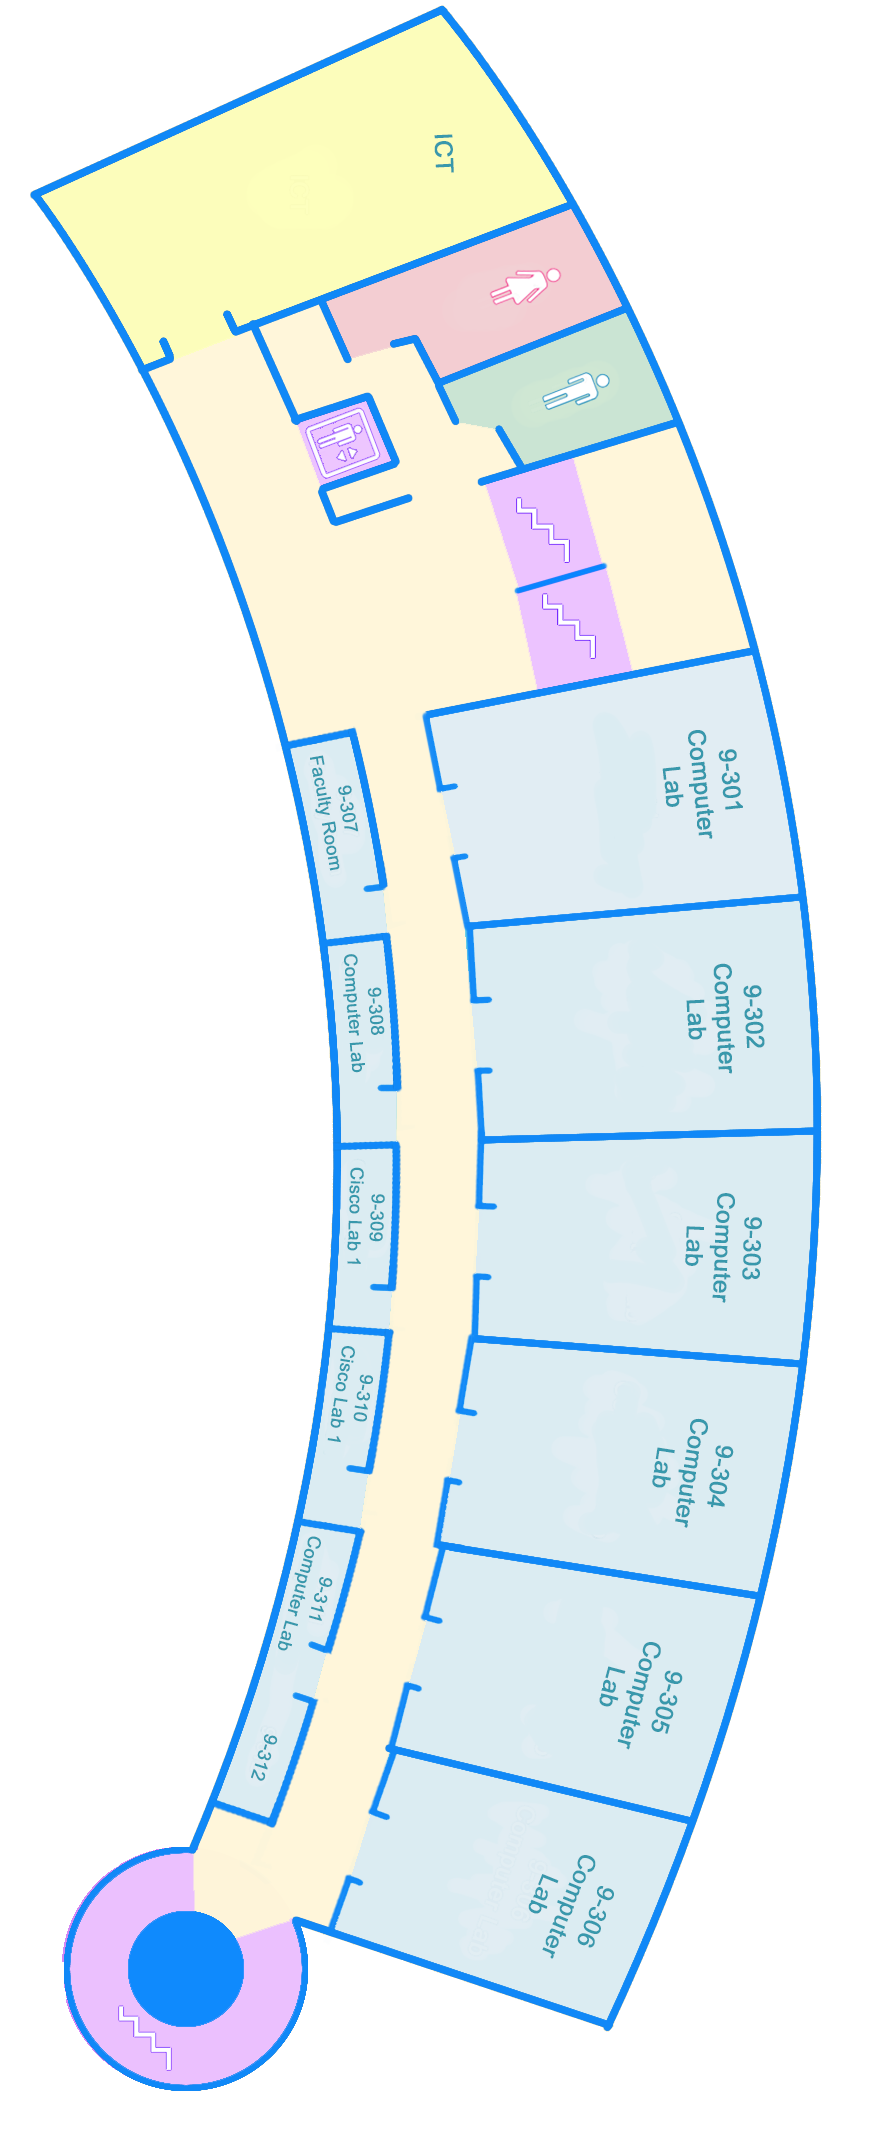 ICT
9-301
Computer
Lab
9-307
Faculty Room
9-302
Computer
Lab
9-308
Computer Lab
9-303
Computer
Lab
9-309
Cisco Lab 1
9-304
Computer
Lab
9-310
Cisco Lab 1
9-305
Computer
Lab
9-311
Computer Lab
9-312
9-306
Computer
Lab